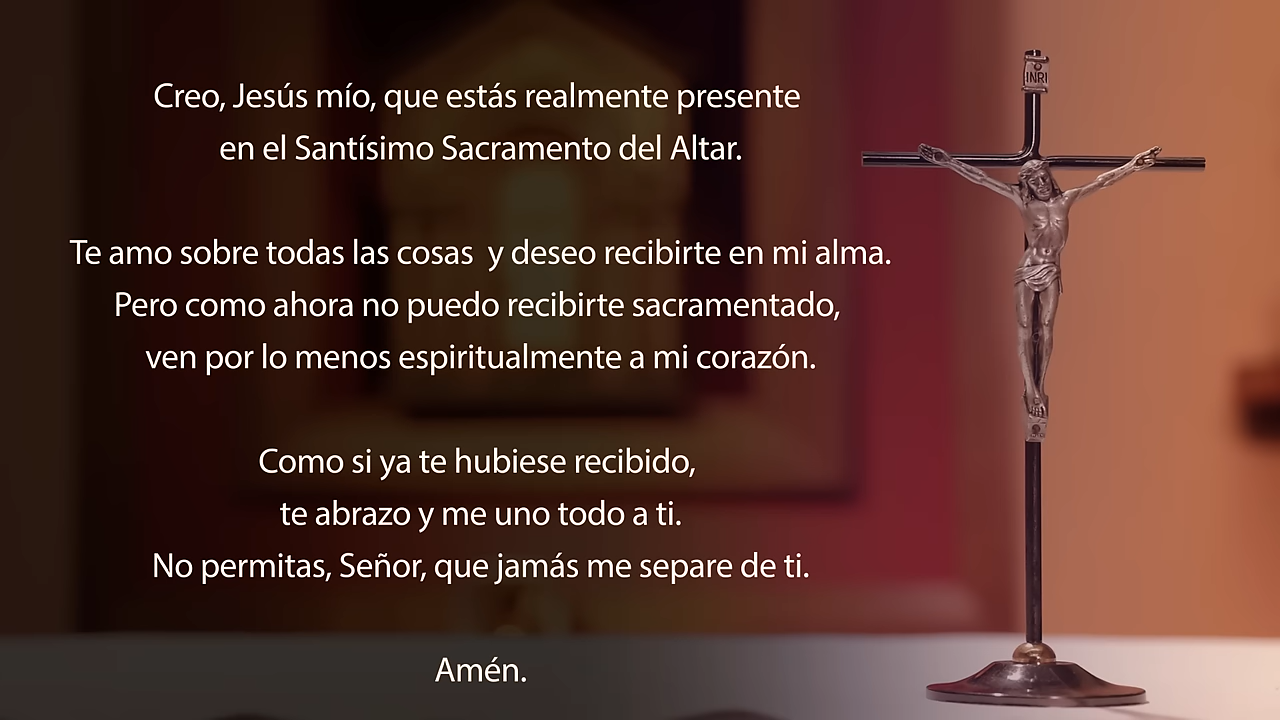 INRI
Creo, Jesús mío, que estás realmente presente
en el Santísimo Sacramento del Altar.
Te amo sobre todas las cosas  y deseo recibirte en mi alma.
Pero como ahora no puedo recibirte sacramentado,
ven por lo menos espiritualmente a mi corazón.
Como si ya te hubiese recibido,
te abrazo y me uno todo a ti.
No permitas, Señor, que jamás me separe de ti.
Amén.